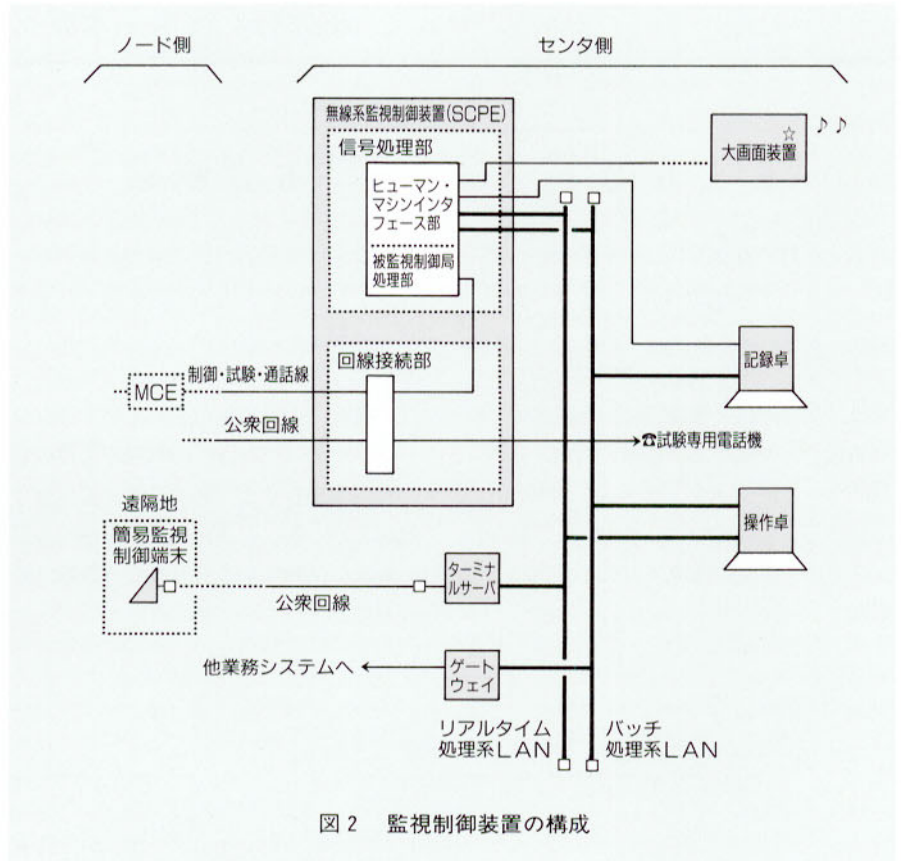 ノード側
センタ側
無線系監視制御装置(SCPE)
信号処理部
ヒューマン・
マシンインタ
フェース部
被監視制御局
処理部
☆
大画面装置
♪♪
回線接続部
記録卓
制御・試験・通話線
MCE
公衆回線
☎試験専用電話機
遠隔地
簡易監視
制御端末
操作卓
ターミナ
ルサーバ
公衆回線
他業務システムへ
ゲート
ウェイ
リアルタイム
処理系LAN
バッチ
処理系LAN
図2 監視制御装置の構成